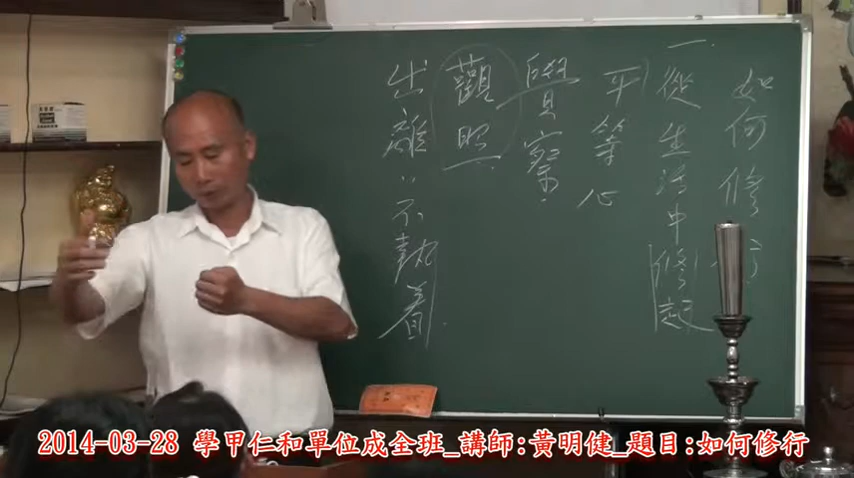 如何修行
一從生活中修起
平等心
覺察
觀照
出離：不執着
2014-03-28 學甲仁和單位成全班_講師:黃明健_題目:如何修行